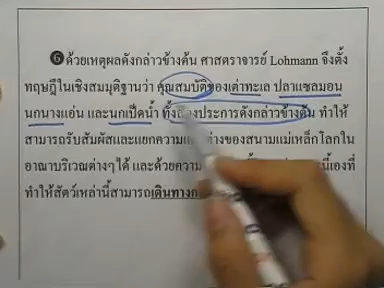 ❻ ด้วยเหตุผลดังกล่าวข้างต้น ศาสตราจารย์ Lohmann จึงตั้ง
ทฤษฎีในเชิงสมมุติฐานว่า คุณสมบัติของเต่าทะเล ปลาแซลมอน
นกนางแอ่น และนกเป็ดน้ำ ทั้งสองประการดังกล่าวข้างต้น ทำให้
สามารถรับสัมผัสและแยกความแตกต่างของสนามแม่เหล็กโลกใน
อาณาบริเวณต่างๆ ได้ และด้วยความ นี้เองที่
ทำให้สัตว์เหล่านี้สามารถเดินทาง